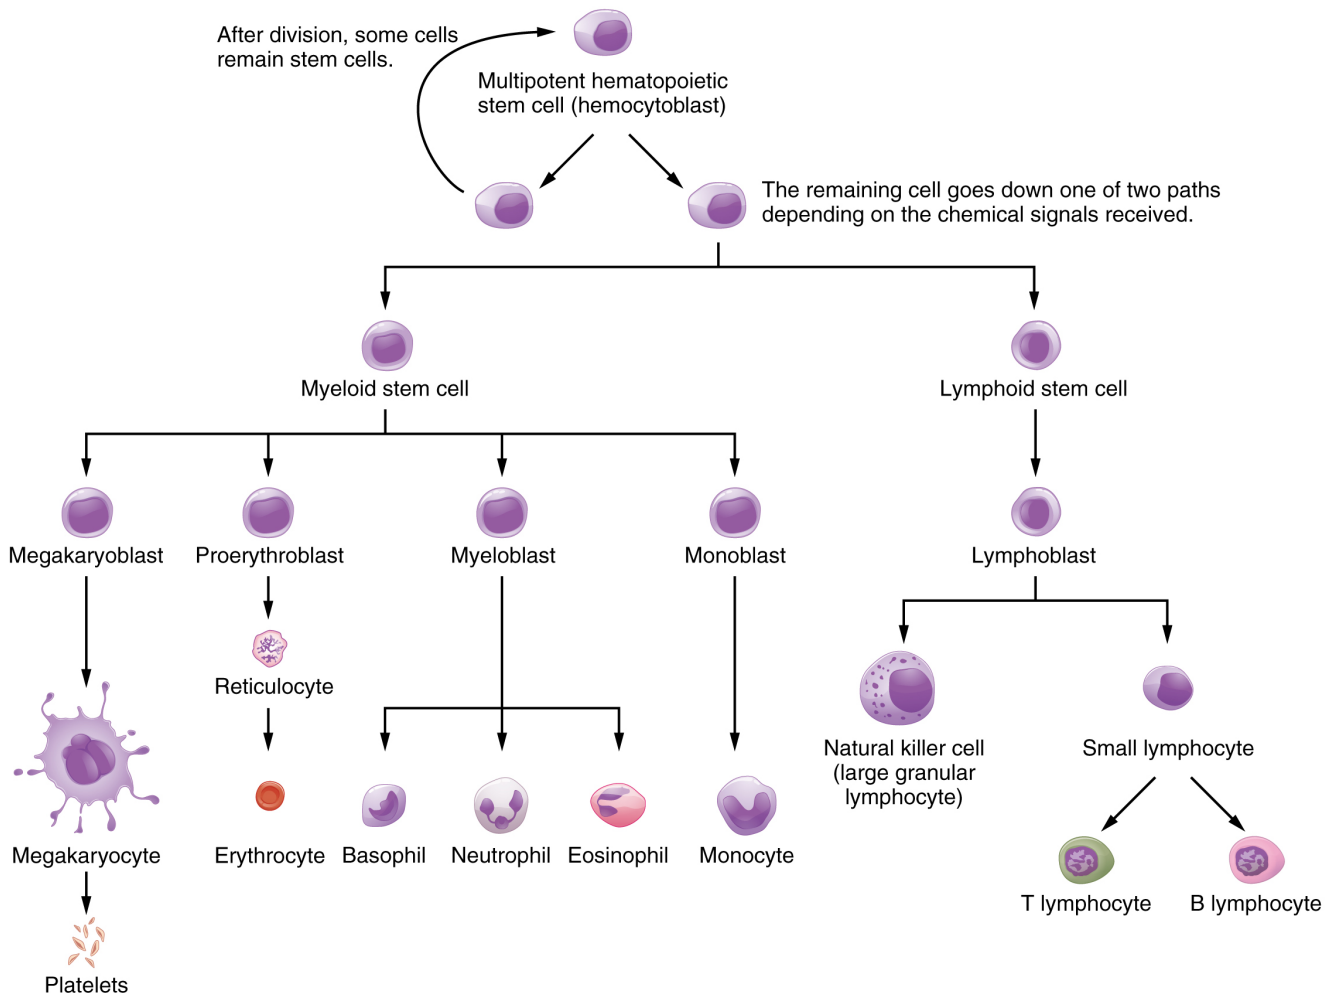 After division, some cells
remain stem cells.
Multipotent hematopoietic
stem cell (hemocytoblast)
The remaining cell goes down one of two paths
depending on the chemical signals received.
Myeloid stem cell
Lymphoid stem cell
Megakaryoblast
Proerythroblast
Myeloblast
Monoblast
Lymphoblast
Reticulocyte
Natural killer cell
(large granular
lymphocyte)
Small lymphocyte
Megakaryocyte
Erythrocyte
Basophil
Neutrophil
Eosinophil
Monocyte
T lymphocyte
B lymphocyte
Platelets